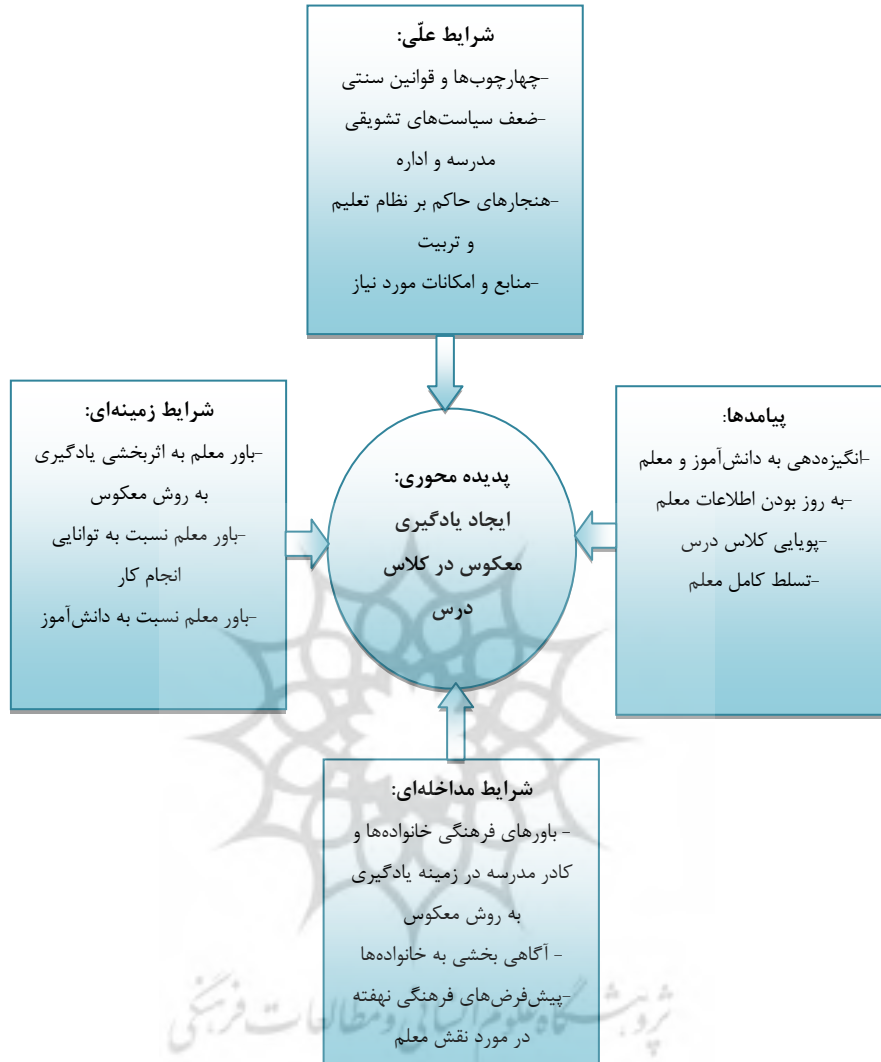 شرایط علّی:
-چهارچوب‌ها و قوانین سنتی
-ضعف سیاست‌های تشویقی
مدرسه و اداره
-هنجارهای حاکم بر نظام تعلیم
و تربیت
-منابع و امکانات مورد نیاز
شرایط زمینه‌ای:
-باور معلم به اثربخشی یادگیری
به روش معکوس
-باور معلم نسبت به توانایی
انجام کار
-باور معلم نسبت به دانش‌آموز
پدیده محوری:
ایجاد یادگیری
معکوس در کلاس
درس
پیامدها:
-انگیزه‌دهی به دانش‌آموز و معلم
-به روز بودن اطلاعات معلم
-پویایی کلاس درس
-تسلط کامل معلم
شرایط مداخله‌ای:
- باورهای فرهنگی خانواده‌ها و
کادر مدرسه در زمینه یادگیری
به روش معکوس
- آگاهی بخشی به خانواده‌ها
-پیش‌فرض‌های فرهنگی نهفته
در مورد نقش معلم
پژوهشگاه علوم انسانی و مطالعات فرهنگی